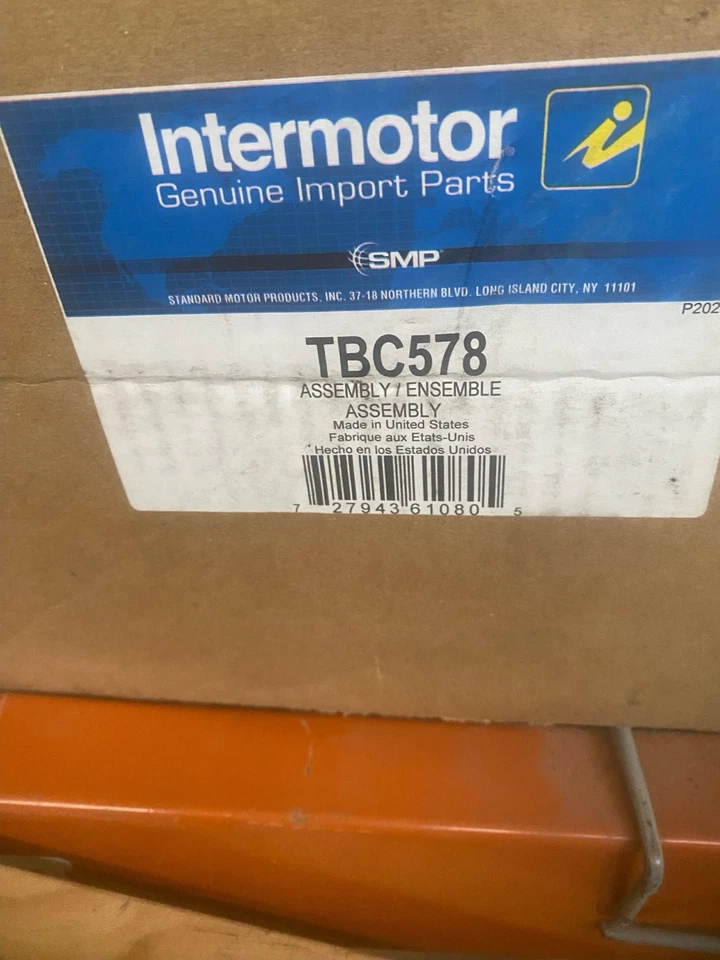 Intermotor
Genuine Import Parts
SMP
STANDARD MOTOR PRODUCTS, INC. 37-18 NORTHERN BLVD. LONG ISLAND CITY, NY 11101
P202
TBC578
ASSEMBLY / ENSEMBLE
ASSEMBLY
Made in United States
Fabrique aux Etats-Unis
Hecho en los Estados Unidos
7 27943 61080 5